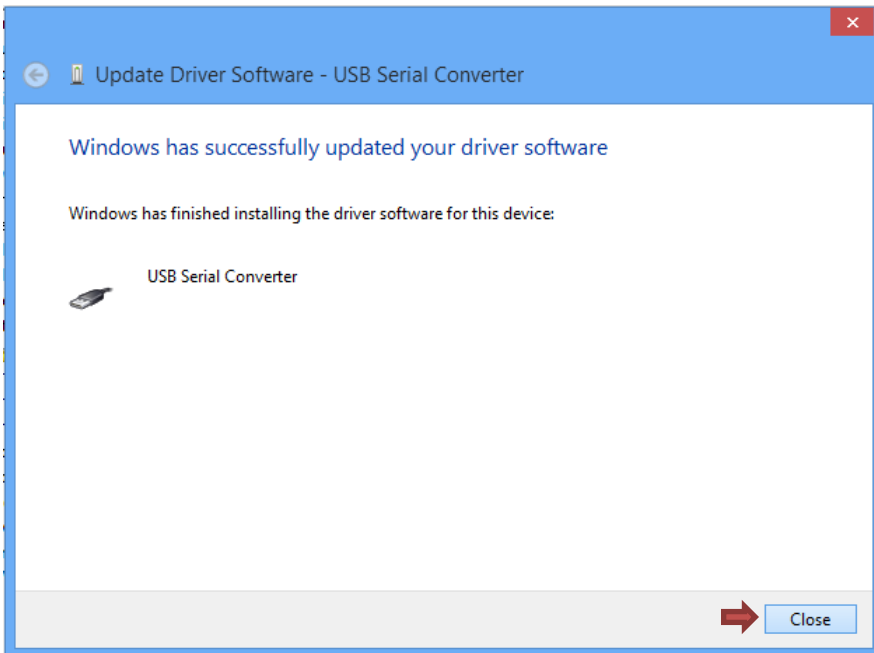 Update Driver Software - USB Serial Converter
Windows has successfully updated your driver software
Windows has finished installing the driver software for this device:
USB Serial Converter
Close